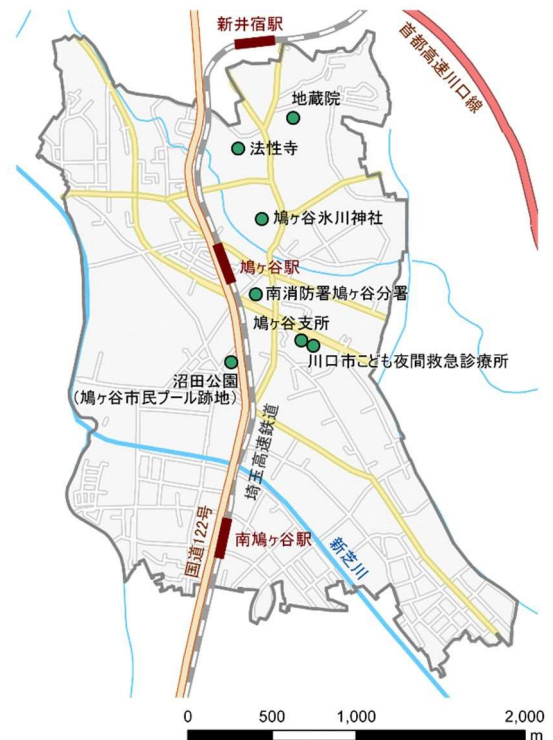 新井宿駅
首都高速川口線
地蔵院
法性寺
鳩ヶ谷氷川神社
鳩ヶ谷駅
南消防署鳩ヶ谷分署
鳩ヶ谷支所
川口市こども夜間救急診療所
沼田公園
(鳩ヶ谷市民プール跡地)
埼玉高速鉄道
国道122号
南鳩ヶ谷駅
新芝川
0 500 1,000 2,000
m